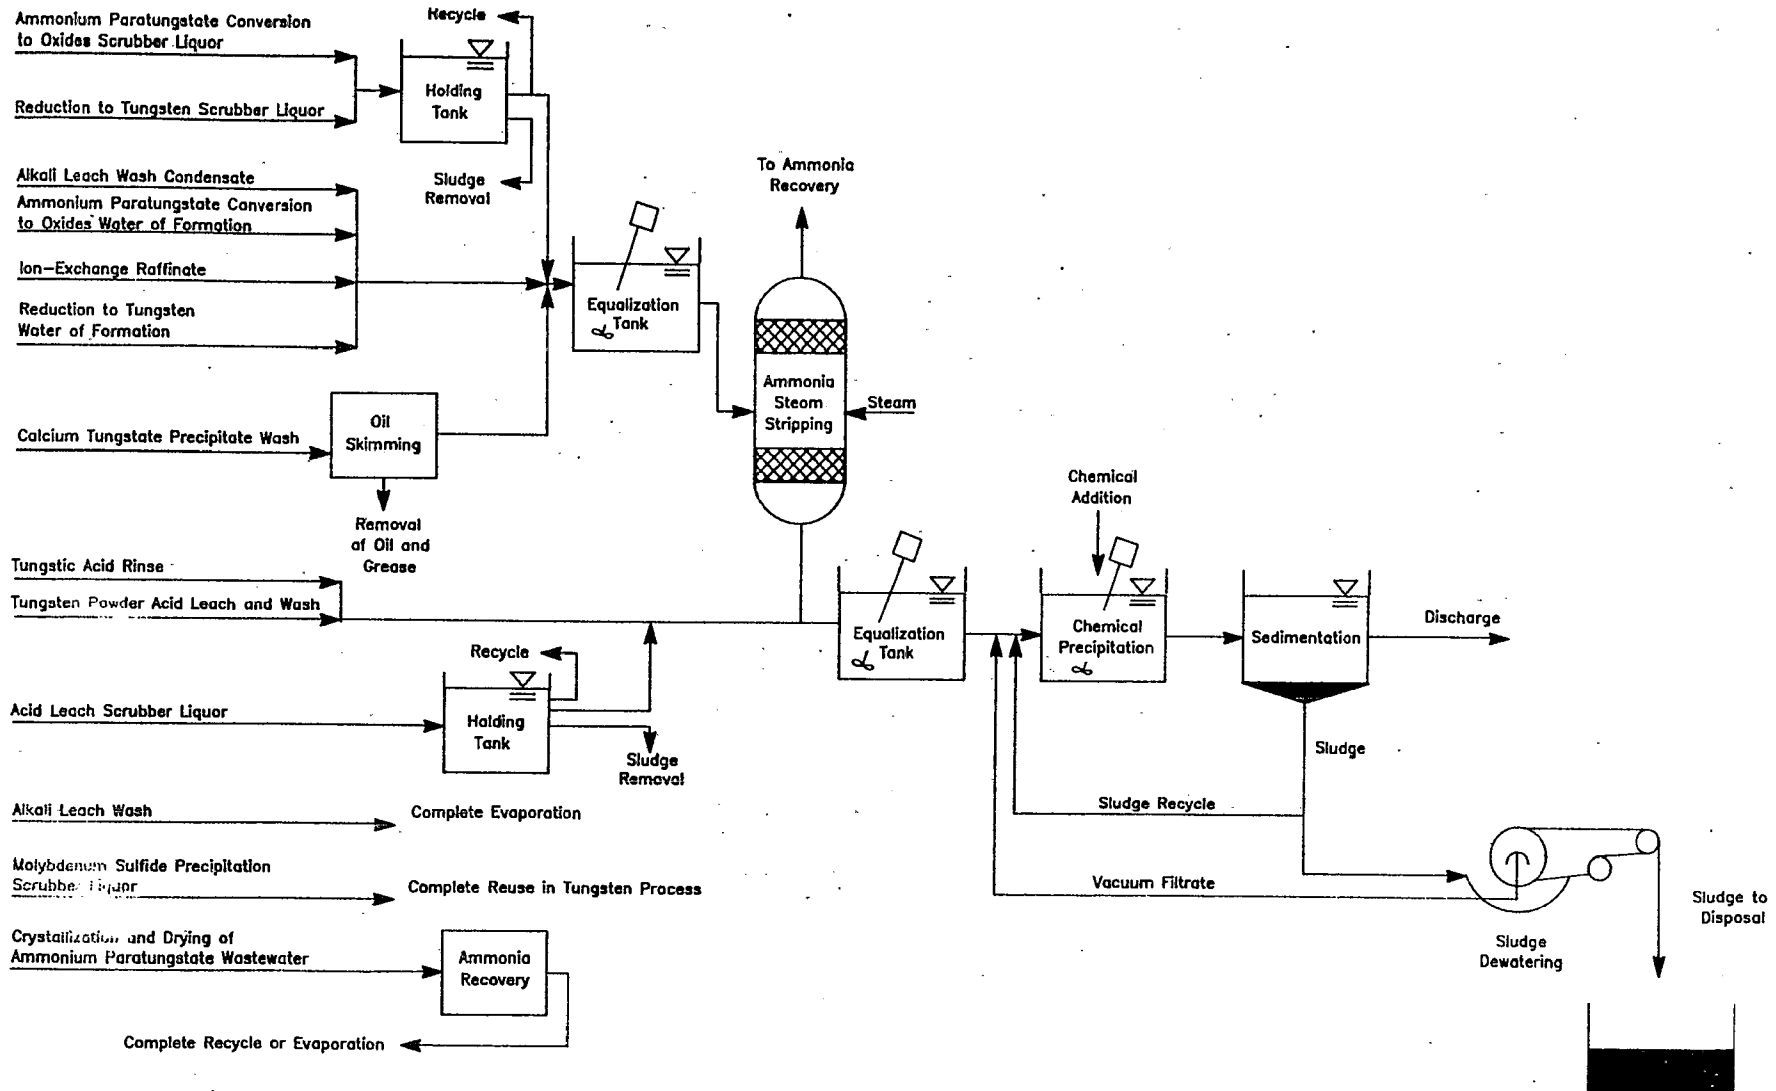 Ammonium Paratungstate Conversion
to Oxides Scrubber Liquor
Reduction to Tungsten Scrubber Liquor
Recycle
Holding
Tank
Sludge
Removal
Alkali Leach Wash Condensate
Ammonium Paratungstate Conversion
to Oxides Water of Formation
Ion-Exchange Raffinate
Reduction to Tungsten
Water of Formation
Equalization
Tank
To Ammonia
Recovery
Ammonia
Steam
Stripping
Steam
Calcium Tungstate Precipitate Wash
Oil
Skimming
Removal
of Oil and
Grease
Tungstic Acid Rinse
Tungsten Powder Acid Leach and Wash
Equalization
Tank
Chemical
Addition
Chemical
Precipitation
Sedimentation
Discharge
Recycle
Acid Leach Scrubber Liquor
Holding
Tank
Sludge
Removal
Sludge
Sludge Recycle
Vacuum Filtrate
Sludge
Dewatering
Sludge to
Disposal
Alkali Leach Wash
Complete Evaporation
Molybdenum Sulfide Precipitation
Scrubber Liquor
Complete Reuse in Tungsten Process
Crystallization and Drying of
Ammonium Paratungstate Wastewater
Ammonia
Recovery
Complete Recycle or Evaporation